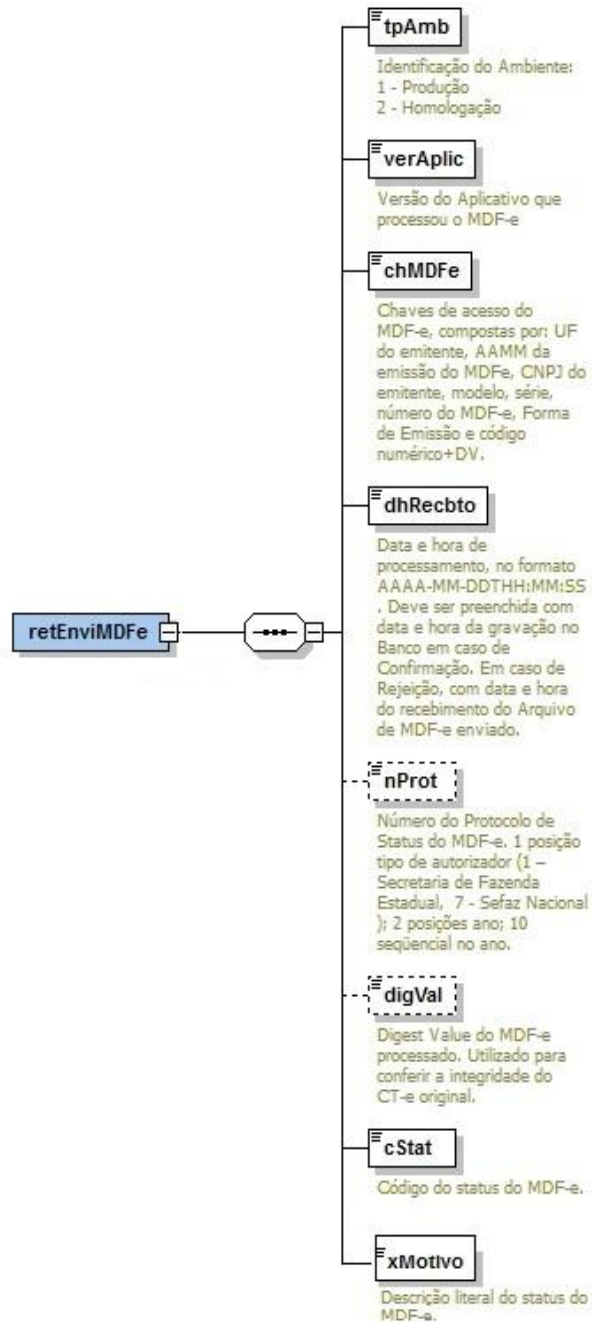 tpAmb
Identificação do Ambiente:
1 - Produção
2 - Homologação
verAplic
Versão do Aplicativo que
processou o MDF-e
chMDFe
Chaves de acesso do
MDF-e, compostas por: UF
do emitente, AAMM da
emissão do MDFe, CNPJ do
emitente, modelo, série,
número do MDF-e, Forma
de Emissão e código
numérico+DV.
dhRecbto
Data e hora de
processamento, no formato
AAAA-MM-DDTHH:MM:SS
. Deve ser preenchida com
data e hora da gravação no
Banco em caso de
Confirmação. Em caso de
Rejeição, com data e hora
do recebimento do Arquivo
de MDF-e enviado.
retEnviMDFe
nProt
Número do Protocolo de
Status do MDF-e. 1 posição
tipo de autorizador (1 –
Secretaria de Fazenda
Estadual, 7 - Sefaz Nacional
); 2 posições ano; 10
seqüencial no ano.
digVal
Digest Value do MDF-e
processado. Utilizado para
conferir a integridade do
CT-e original.
cStat
Código do status do MDF-e.
xMotivo
Descrição literal do status do
MDF-e.